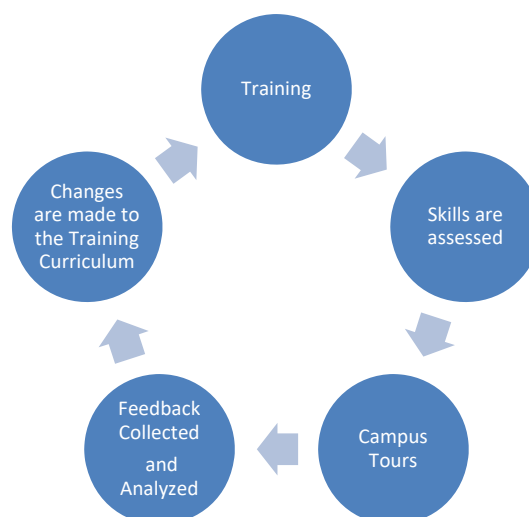 Training
Skills are
assessed
Campus
Tours
Feedback
Collected
and
Analyzed
Changes
are made to
the Training
Curriculum